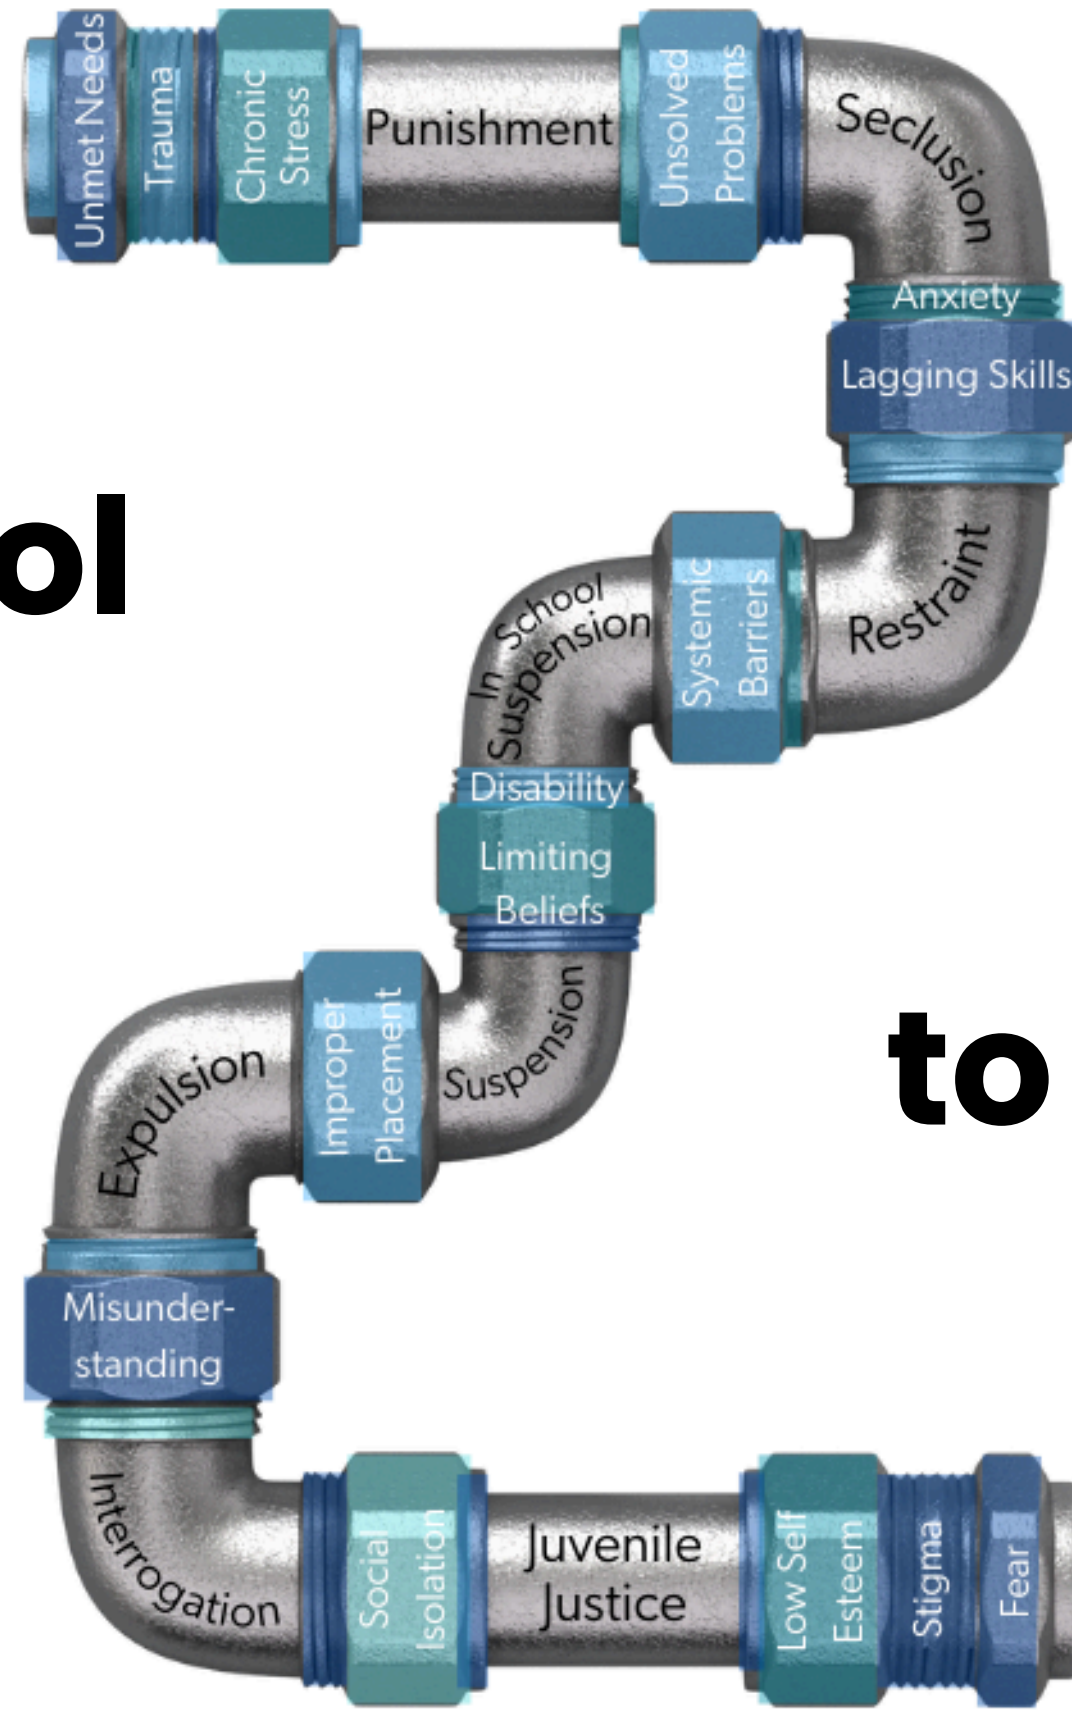 Unmet Needs
Trauma
Chronic
Stress
Punishment
Unsolved
Problems
Seclusion
Anxiety
Lagging Skills
ol
Restraint
Systemic
Barriers
In School
Suspension
Disability
Limiting
Beliefs
Suspension
to
Improper
Placement
Expulsion
Misunder-
standing
Interrogation
Social
Isolation
Juvenile
Justice
Low Self
Esteem
Stigma
Fear